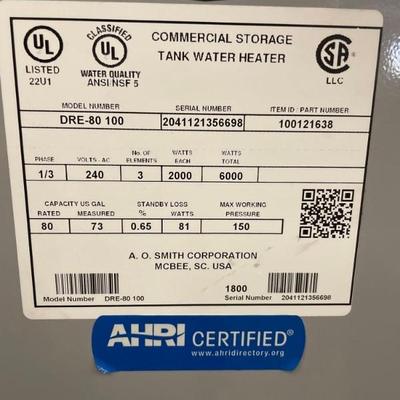 UL
LISTED
22U1
CLASSIFIED
UL
WATER QUALITY
ANSI/NSF 5
COMMERCIAL STORAGE
TANK WATER HEATER
SA
LLC
MODEL NUMBER SERIAL NUMBER ITEM ID / PART NUMBER
DRE-80 100 2041121356698 100121638
PHASE VOLTS - AC No. OF ELEMENTS WATTS EACH WATTS TOTAL
1/3 240 3 2000 6000
CAPACITY US GAL STANDBY LOSS MAX WORKING PRESSURE
RATED MEASURED % WATTS
80 73 0.65 81 150
A. O. SMITH CORPORATION
MCBEE, SC. USA
1800
Model Number DRE-80 100 Serial Number 2041121356698
AHRI CERTIFIED®
www.ahridirectory.org